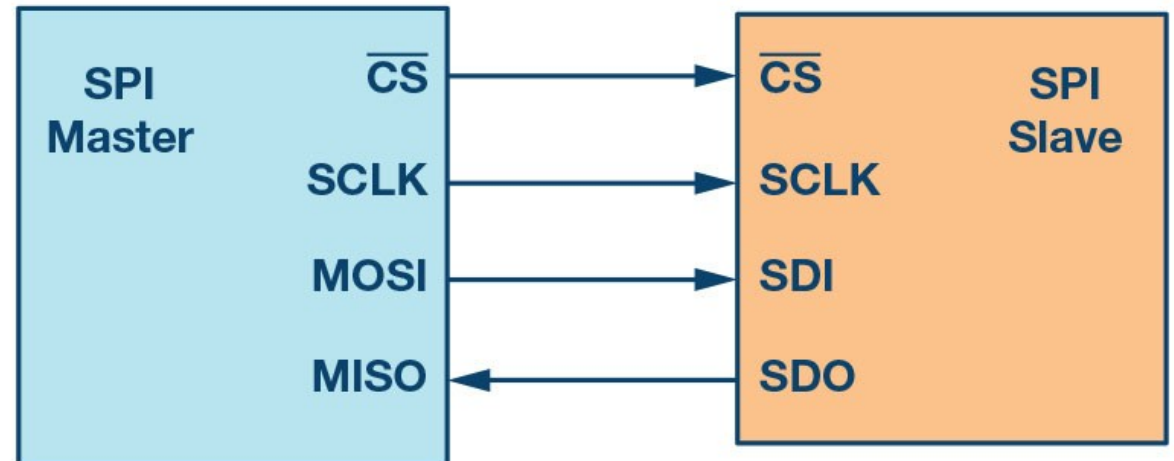 SPI
Master
CS
SCLK
MOSI
MISO
CS
SCLK
SDI
SDO
SPI
Slave